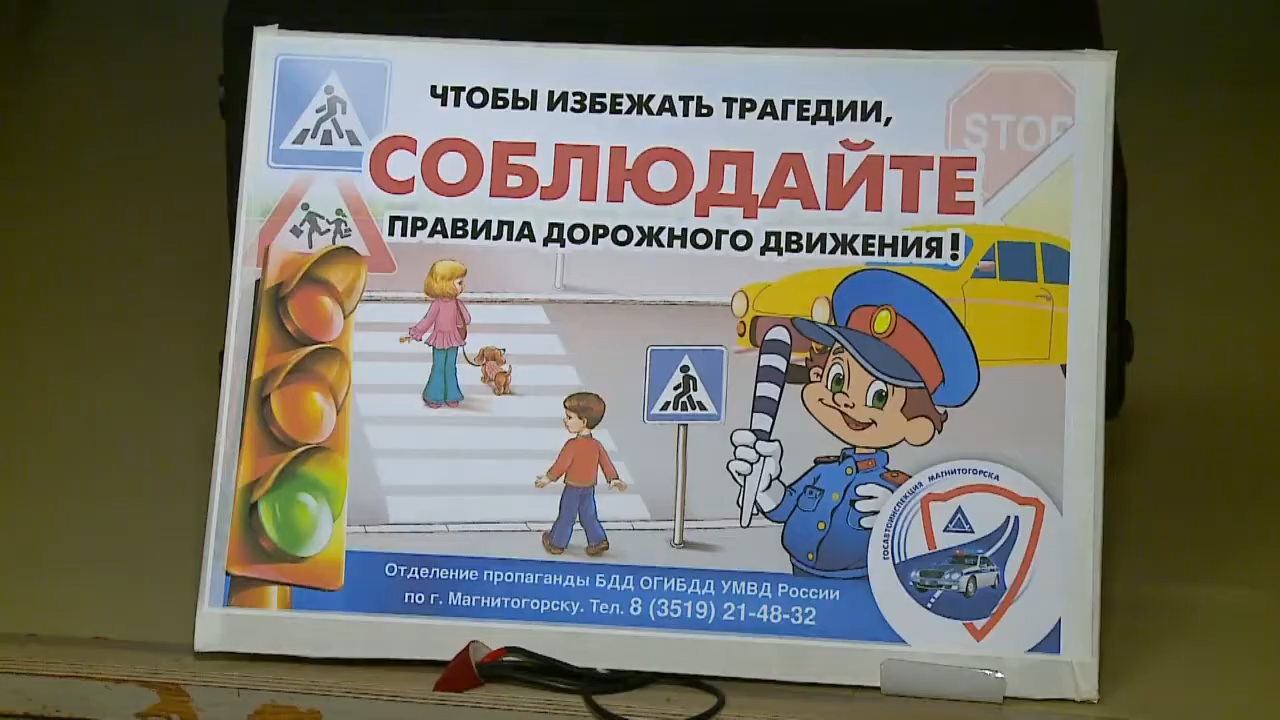 ЧТОБЫ ИЗБЕЖАТЬ ТРАГЕДИИ,
СОБЛЮДАЙТЕ
ПРАВИЛА ДОРОЖНОГО ДВИЖЕНИЯ!
STOP
Отделение пропаганды БДД ОГИБДД УМВД России
по г. Магнитогорску. Тел. 8 (3519) 21-48-32
ГОСАВТОИНСПЕКЦИЯ МАГНИТОГОРСКА